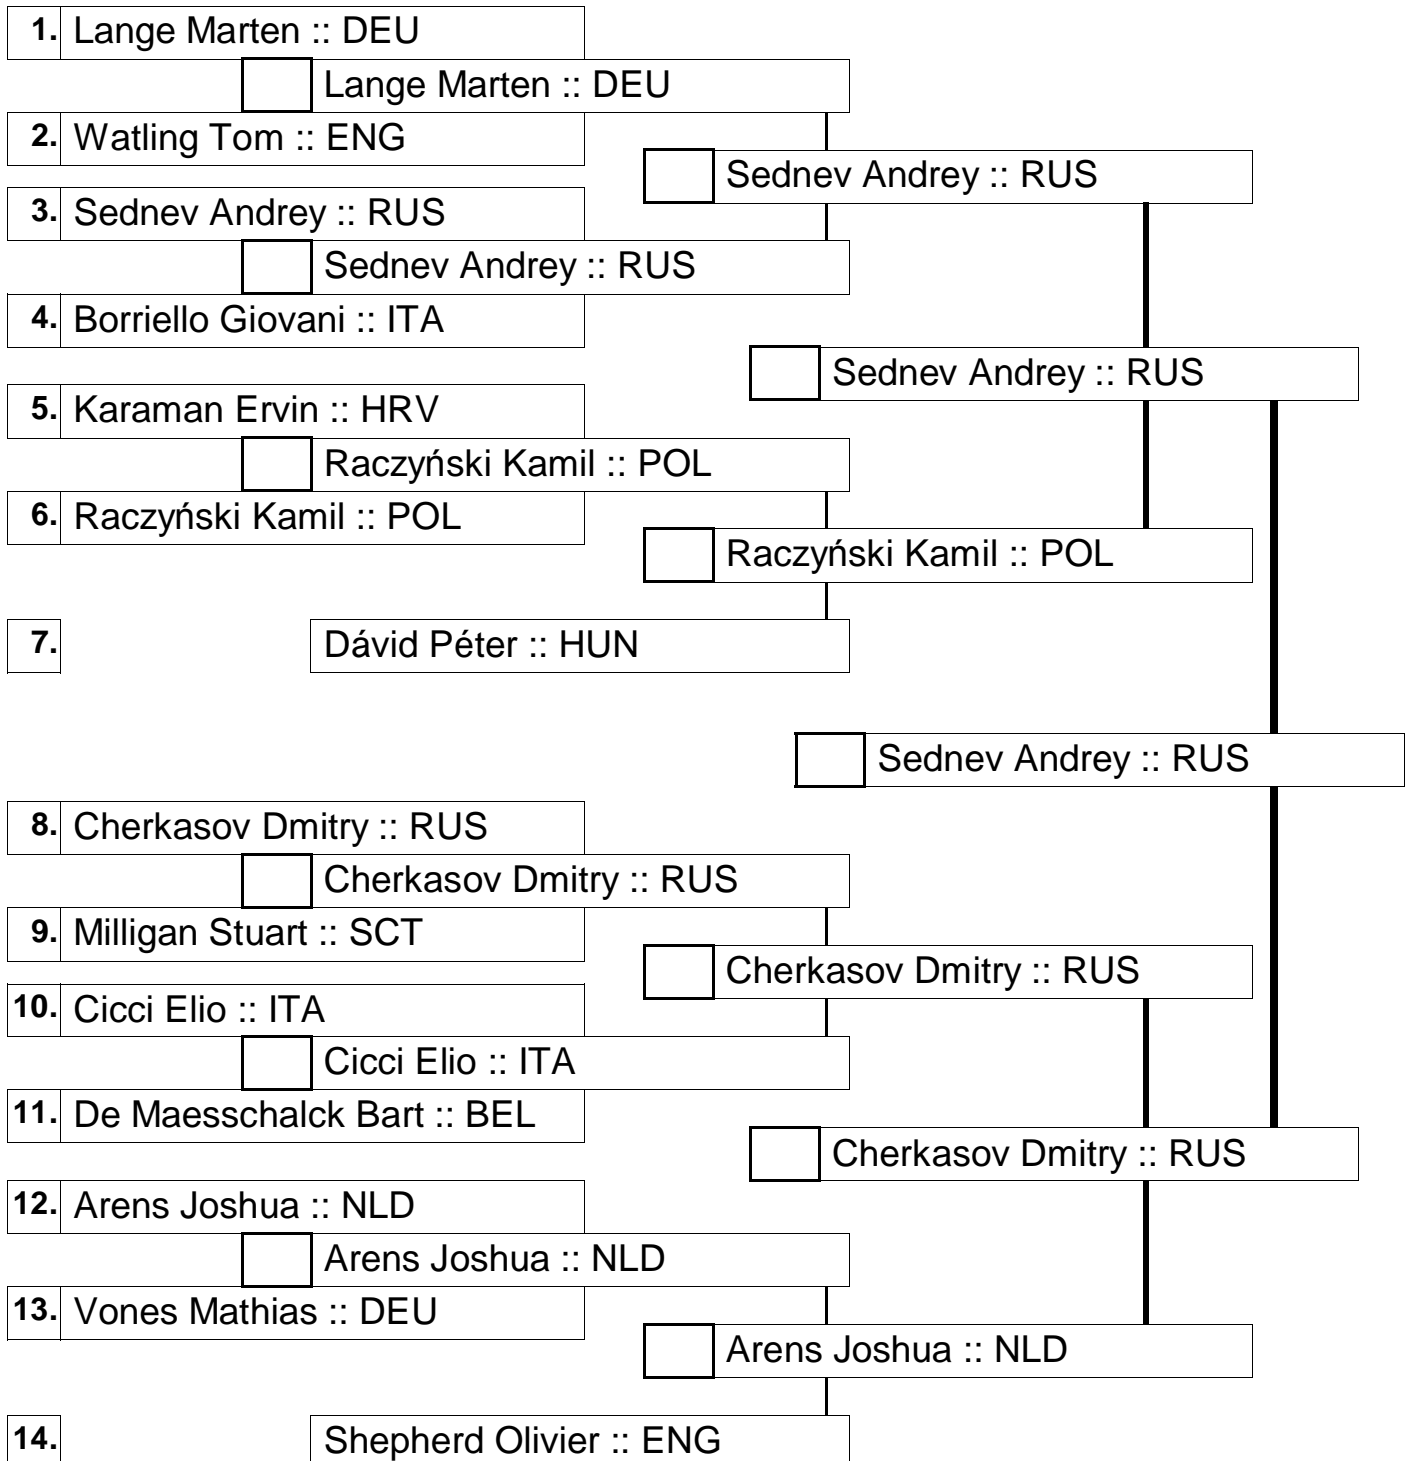 1. Lange Marten :: DEU
Lange Marten :: DEU
2. Watling Tom :: ENG
Sednev Andrey :: RUS
3. Sednev Andrey :: RUS
Sednev Andrey :: RUS
4. Borriello Giovani :: ITA
Sednev Andrey :: RUS
5. Karaman Ervin :: HRV
Raczyński Kamil :: POL
6. Raczyński Kamil :: POL
Raczyński Kamil :: POL
7. Dávid Péter :: HUN
Sednev Andrey :: RUS
8. Cherkasov Dmitry :: RUS
Cherkasov Dmitry :: RUS
9. Milligan Stuart :: SCT
Cherkasov Dmitry :: RUS
10. Cicci Elio :: ITA
Cicci Elio :: ITA
11. De Maesschalck Bart :: BEL
Cherkasov Dmitry :: RUS
12. Arens Joshua :: NLD
Arens Joshua :: NLD
13. Vones Mathias :: DEU
Arens Joshua :: NLD
14. Shepherd Olivier :: ENG